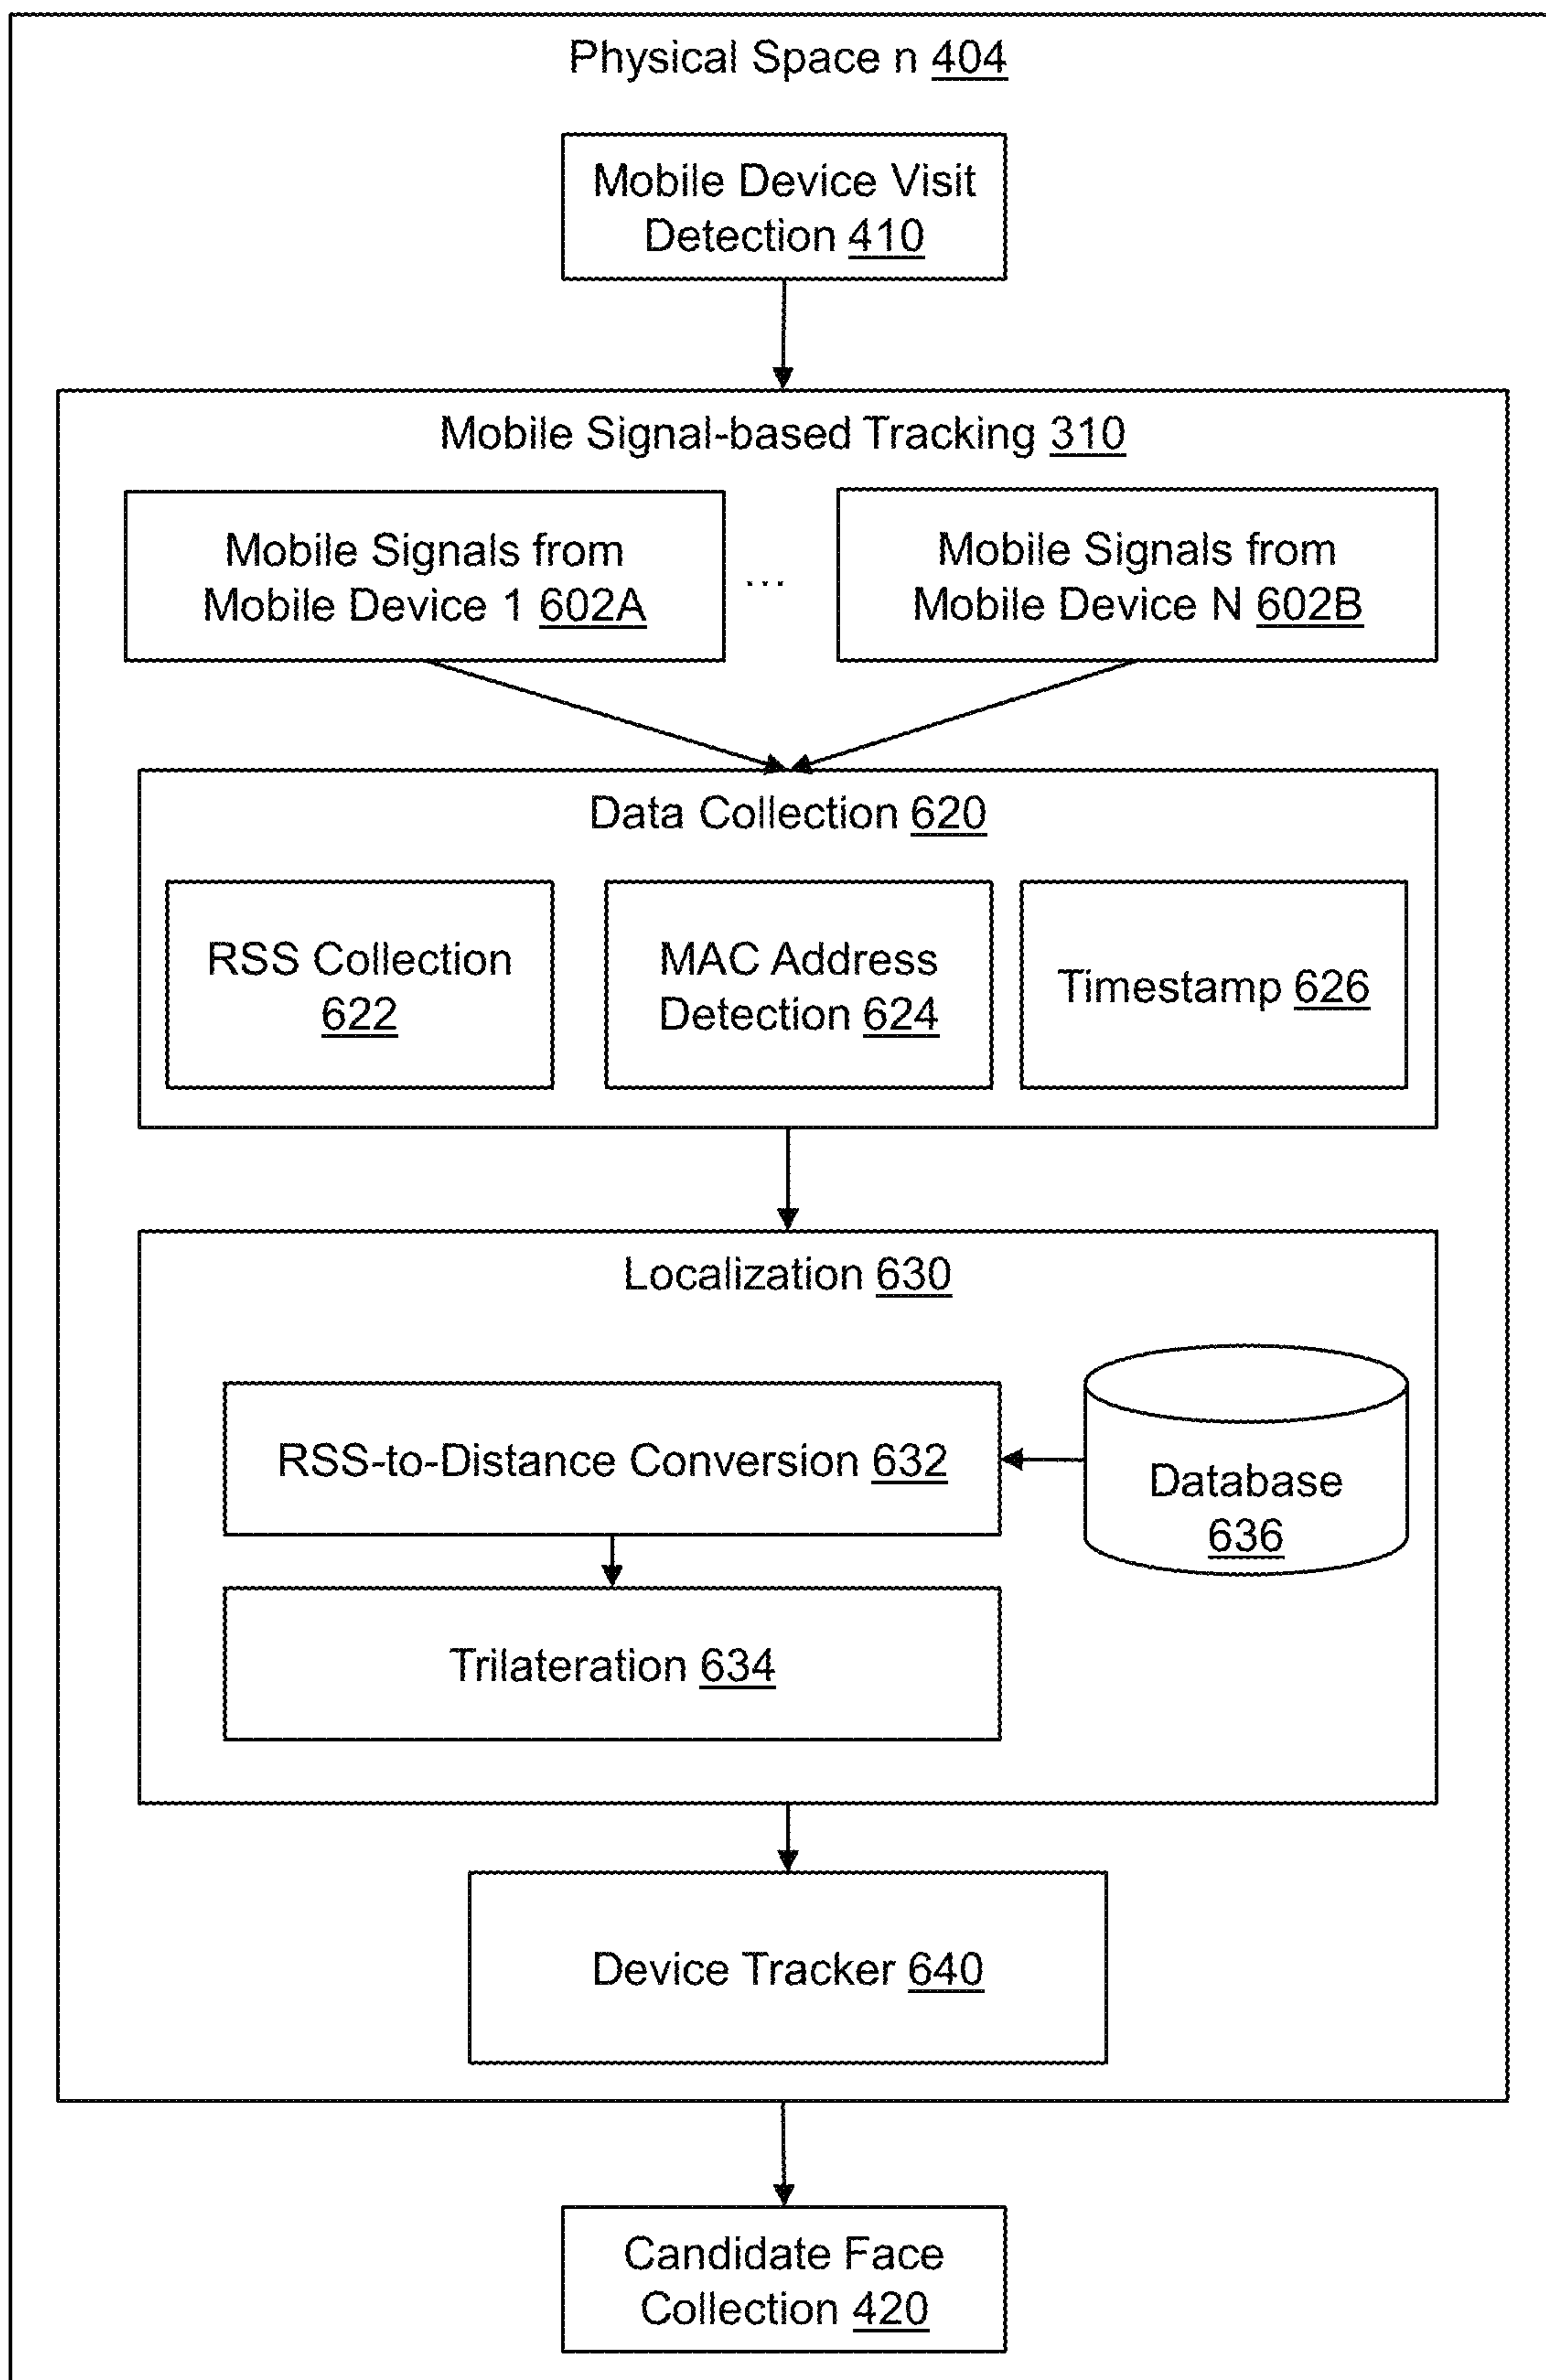 Physical Space n 404
Mobile Device Visit
Detection 410
Mobile Signal-based Tracking 310
Mobile Signals from
Mobile Device 1 602A
...
Mobile Signals from
Mobile Device N 602B
Data Collection 620
RSS Collection
622
MAC Address
Detection 624
Timestamp 626
Localization 630
RSS-to-Distance Conversion 632
Database
636
Trilateration 634
Device Tracker 640
Candidate Face
Collection 420